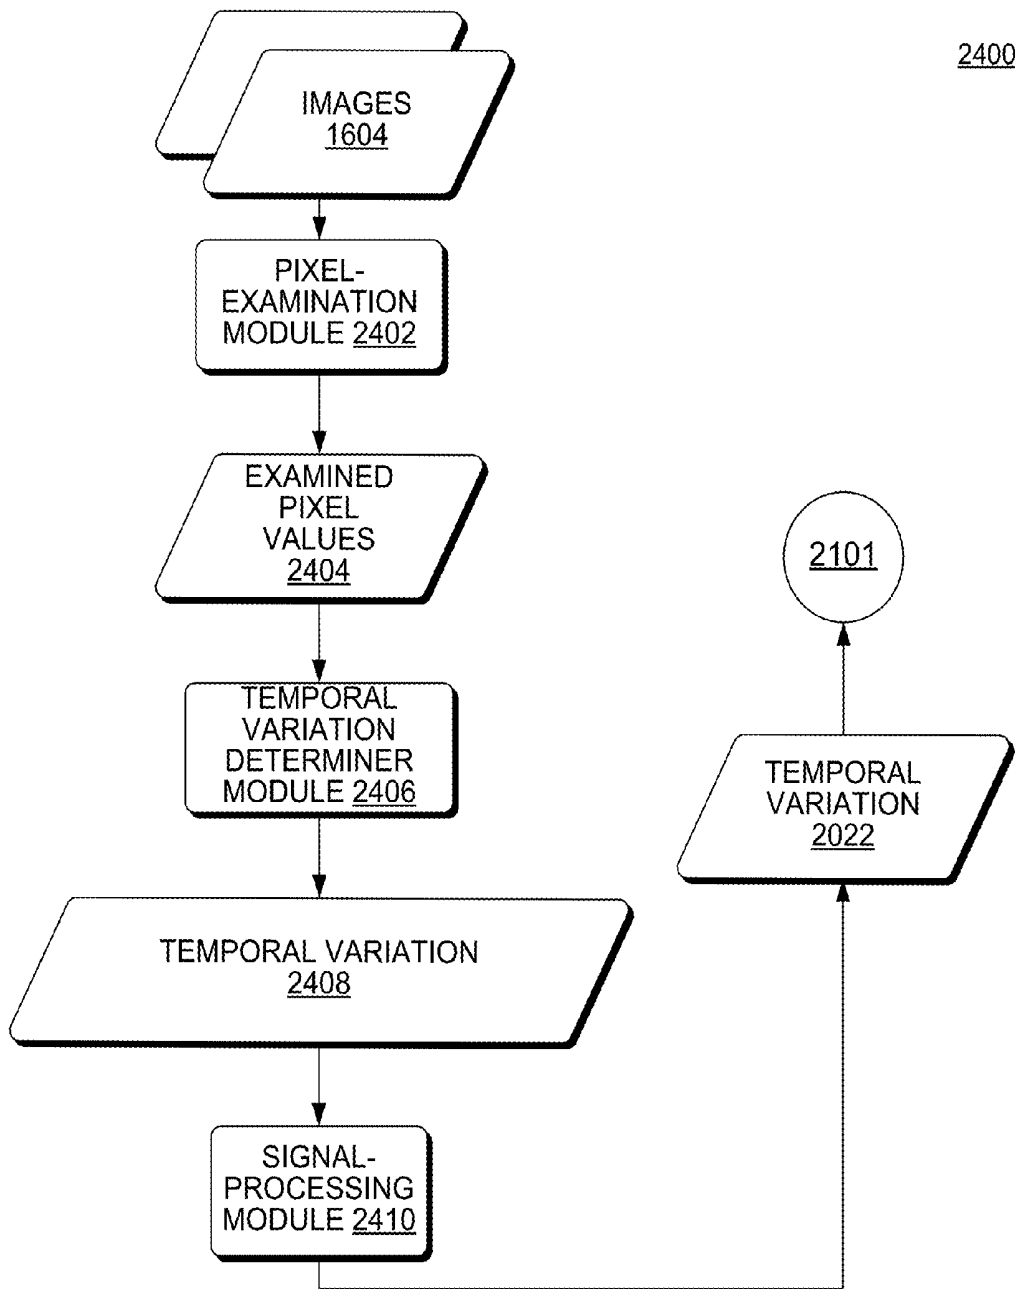 2400
IMAGES
1604
PIXEL-
EXAMINATION
MODULE 2402
EXAMINED
PIXEL
VALUES
2404
TEMPORAL
VARIATION
DETERMINER
MODULE 2406
TEMPORAL VARIATION
2408
SIGNAL-
PROCESSING
MODULE 2410
TEMPORAL
VARIATION
2022
2101